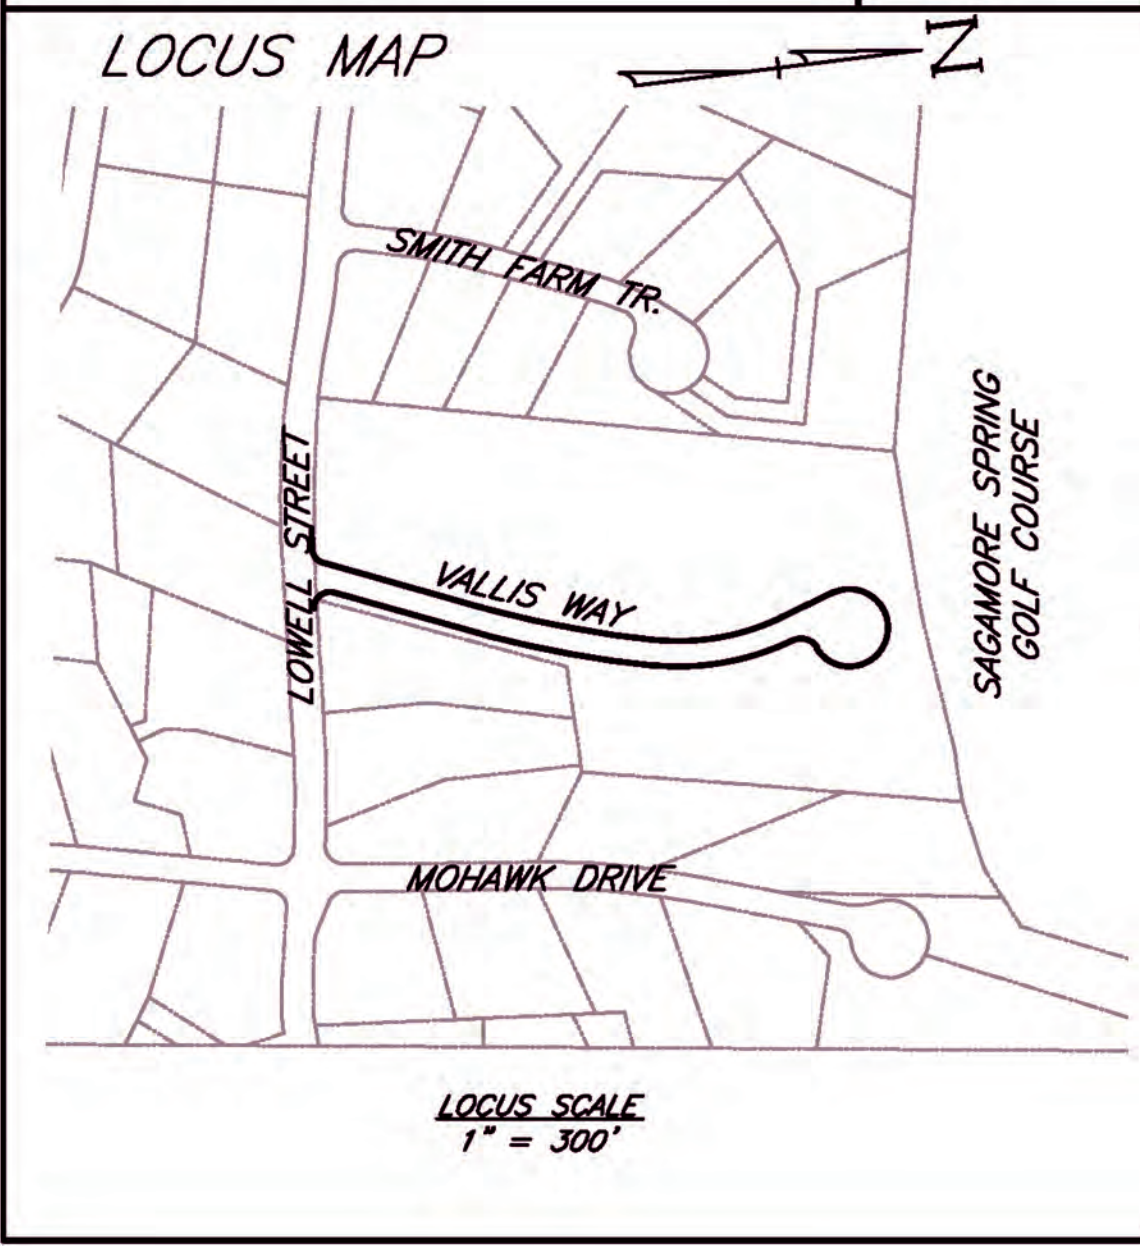 LOCUS MAP
N
SMITH FARM TR.
LOWELL STREET
VALLIS WAY
SAGAMORE SPRING
GOLF COURSE
MOHAWK DRIVE
LOCUS SCALE
1" = 300'